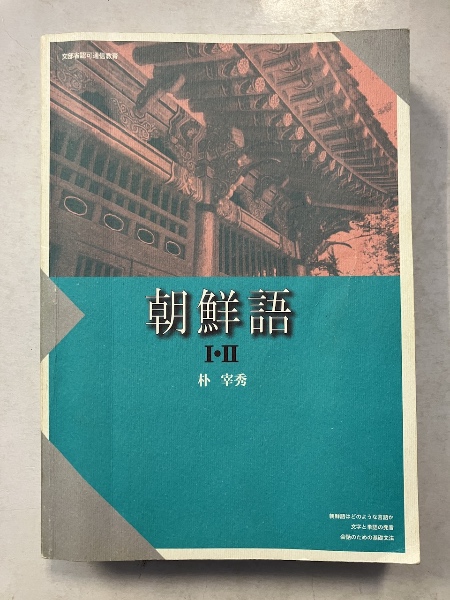 文部省認可通信教育
朝鮮語
I・II
朴 宰秀
朝鮮語はどのような言語か
文字と単語の発音
会話のための基礎文法